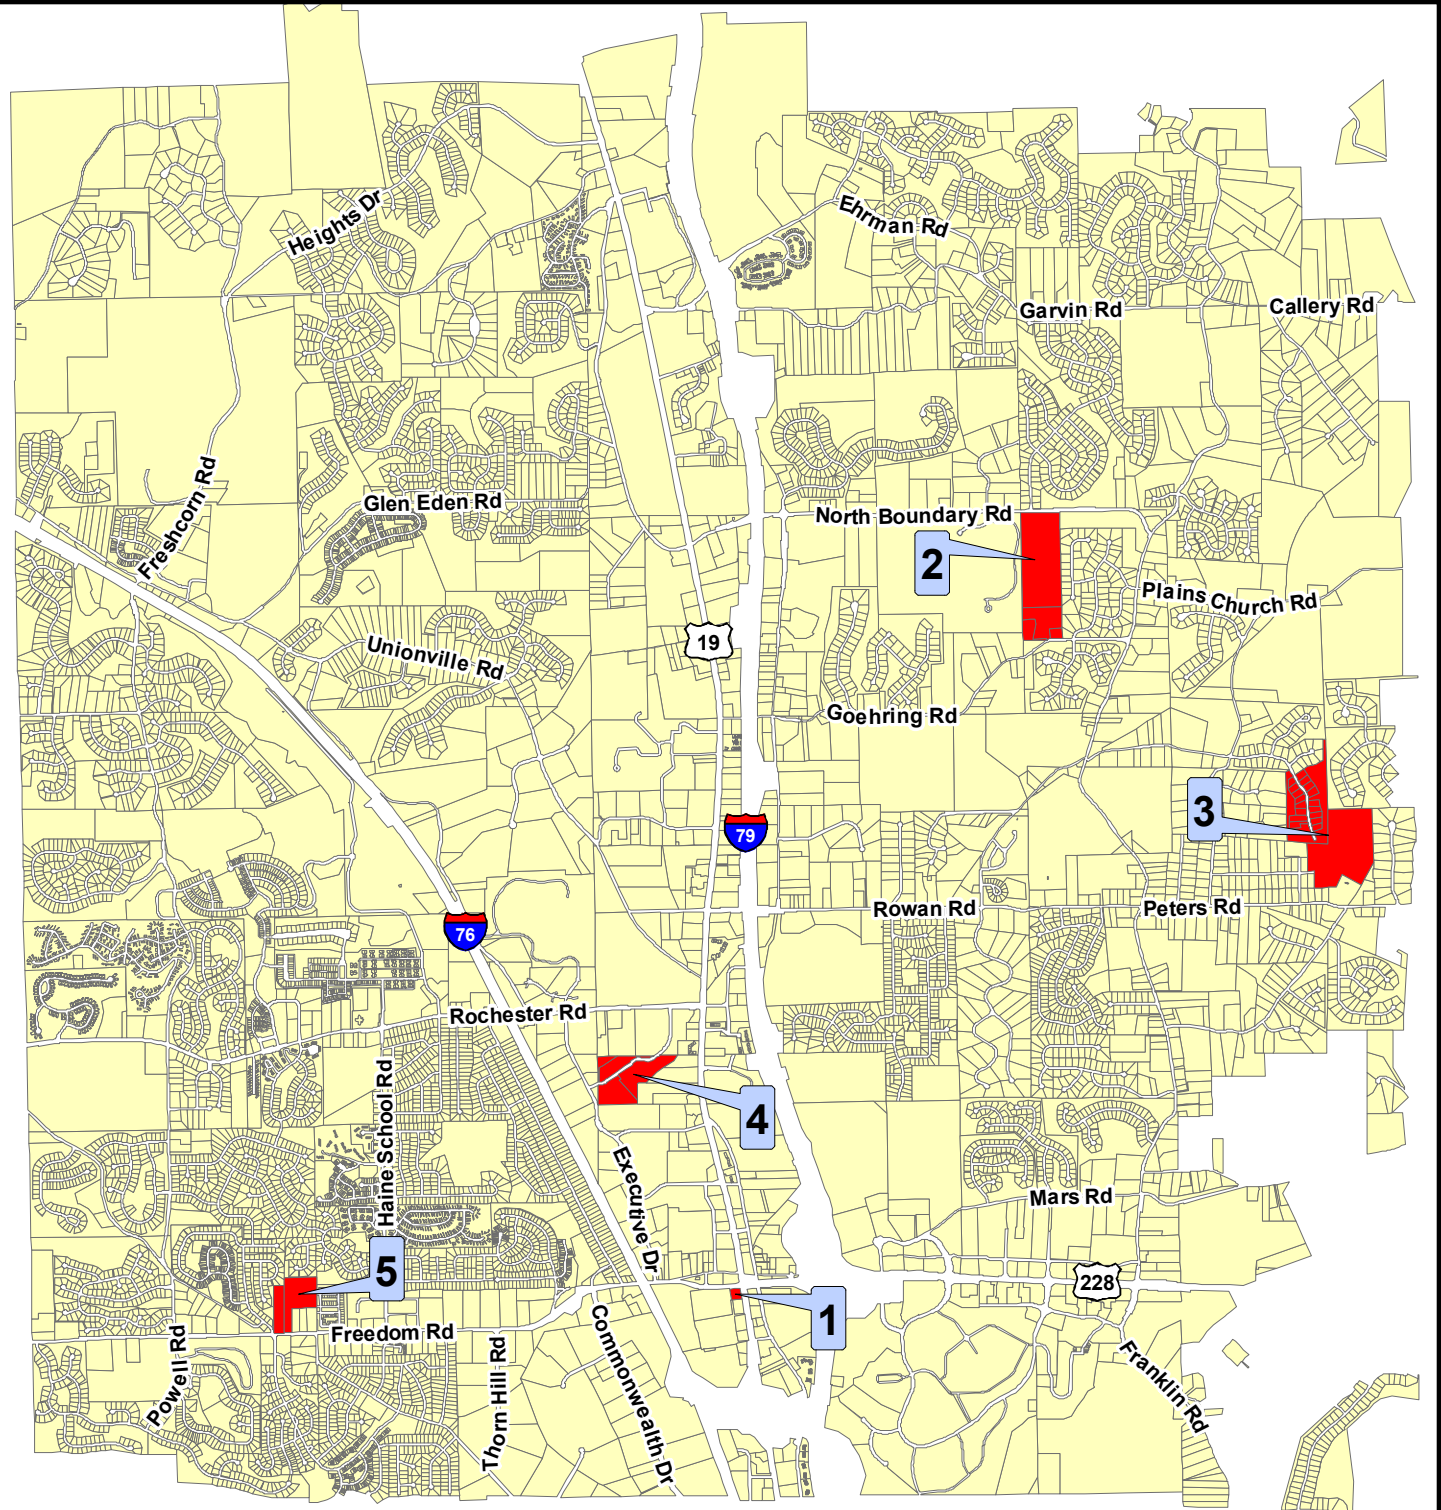 Heights Dr
Ehrman Rd
Garvin Rd
Callery Rd
Freshcorn Rd
Glen Eden Rd
North Boundary Rd
2
Plains Church Rd
19
Unionville Rd
Goehring Rd
3
79
76
Rowan Rd
Peters Rd
Rochester Rd
Haine School Rd
4
Executive Dr
Mars Rd
5
228
1
Freedom Rd
Powell Rd
Thorn Hill Rd
Commonwealth Dr
Franklin Rd